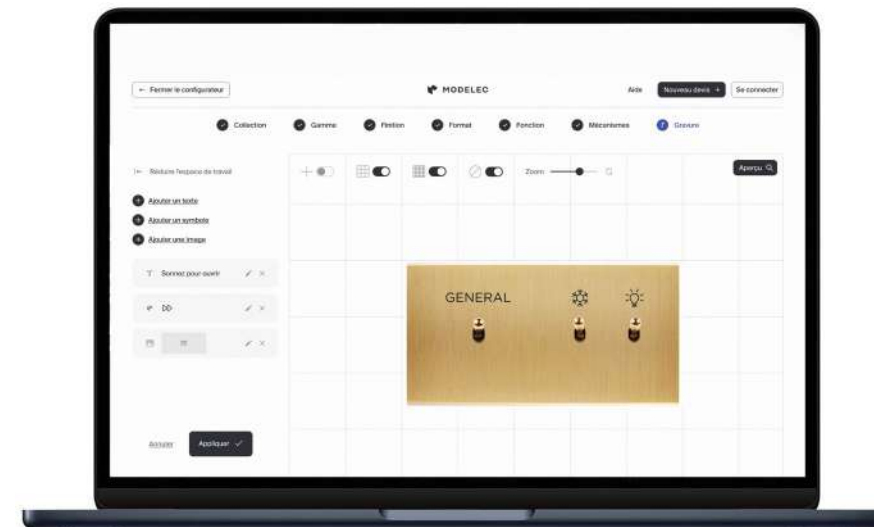 ← Fermer le configurateur
MODELEC
Aide
Nouveau devis +
Se connecter
Collection
Gamme
Finition
Format
Fonction
Mécanismes
7 Gravure
Réduire l'espace de travail
Zoom
Aperçu
Ajouter un texte
Ajouter un symbole
Ajouter une image
T Sonnez pour ouvrir
GENERAL
Annuler
Appliquer